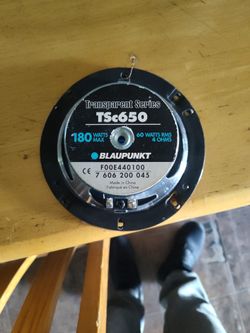 Transparent Series
TSc650
180 WATTS MAX 60 WATTS RMS 4 OHMS
BLAUPUNKT
F00E440100
CE 7 606 200 045
Made in China
Fabriqué en Chine